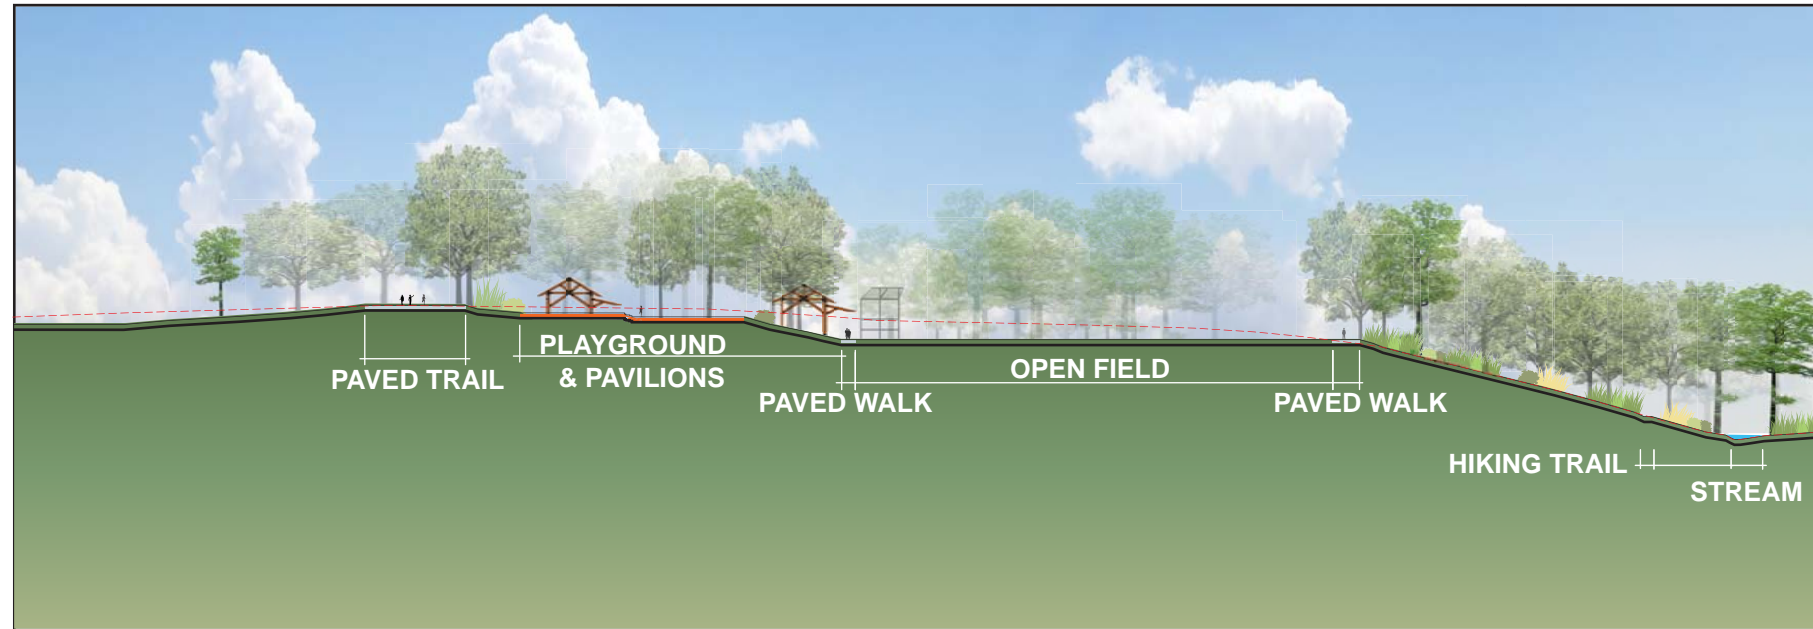 PAVED TRAIL
PLAYGROUND
& PAVILIONS
PAVED WALK
OPEN FIELD
PAVED WALK
HIKING TRAIL
STREAM